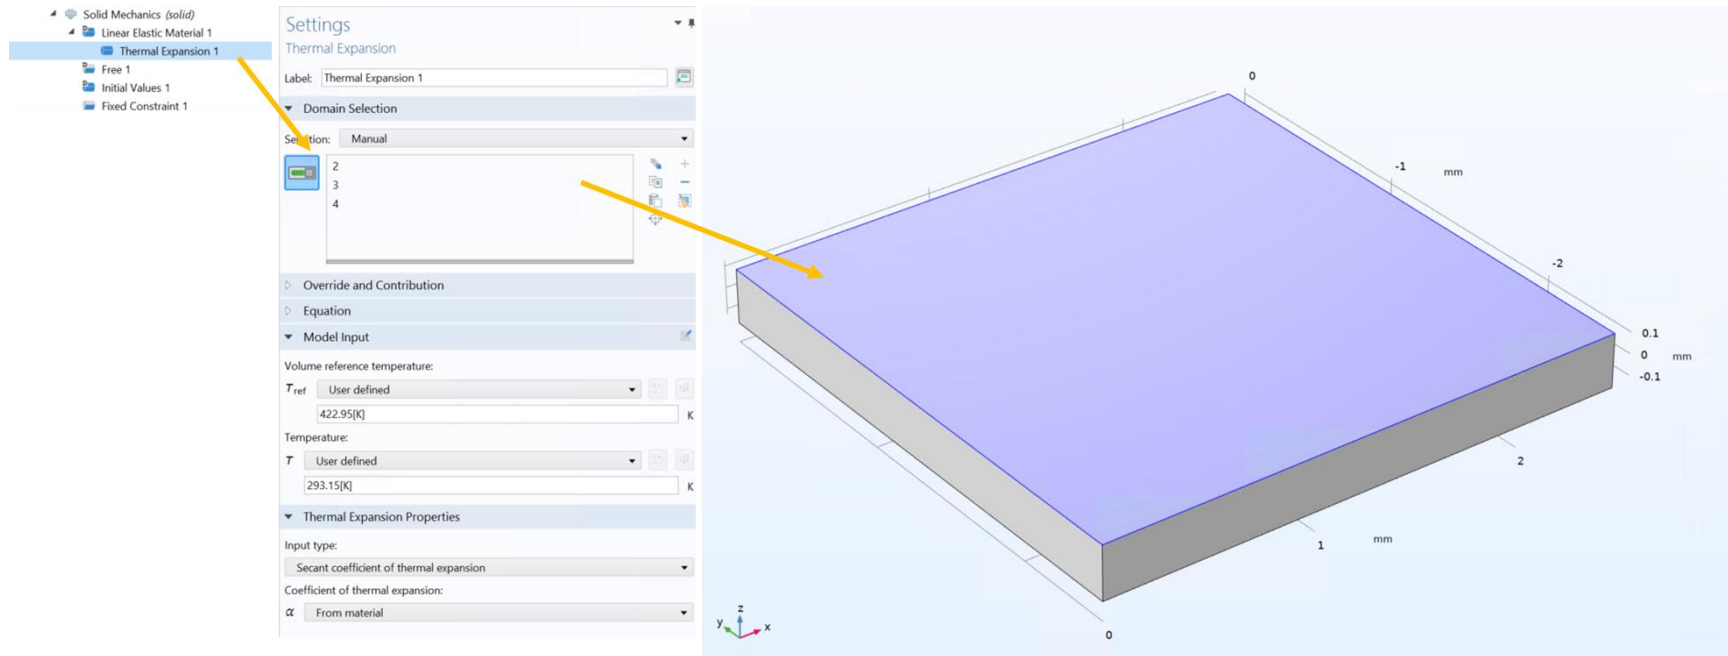 Solid Mechanics (solid)
Linear Elastic Material 1
Thermal Expansion 1
Free 1
Initial Values 1
Fixed Constraint 1
Settings
Thermal Expansion
Label: Thermal Expansion 1
Domain Selection
Selection: Manual
2
3
4
Override and Contribution
Equation
Model Input
Volume reference temperature:
Tref User defined
422.95[K] K
Temperature:
T User defined
293.15[K] K
Thermal Expansion Properties
Input type:
Secant coefficient of thermal expansion
Coefficient of thermal expansion:
α From material
0
-1 mm
-2
0.1
0 mm
-0.1
2
1 mm
0
z
y x